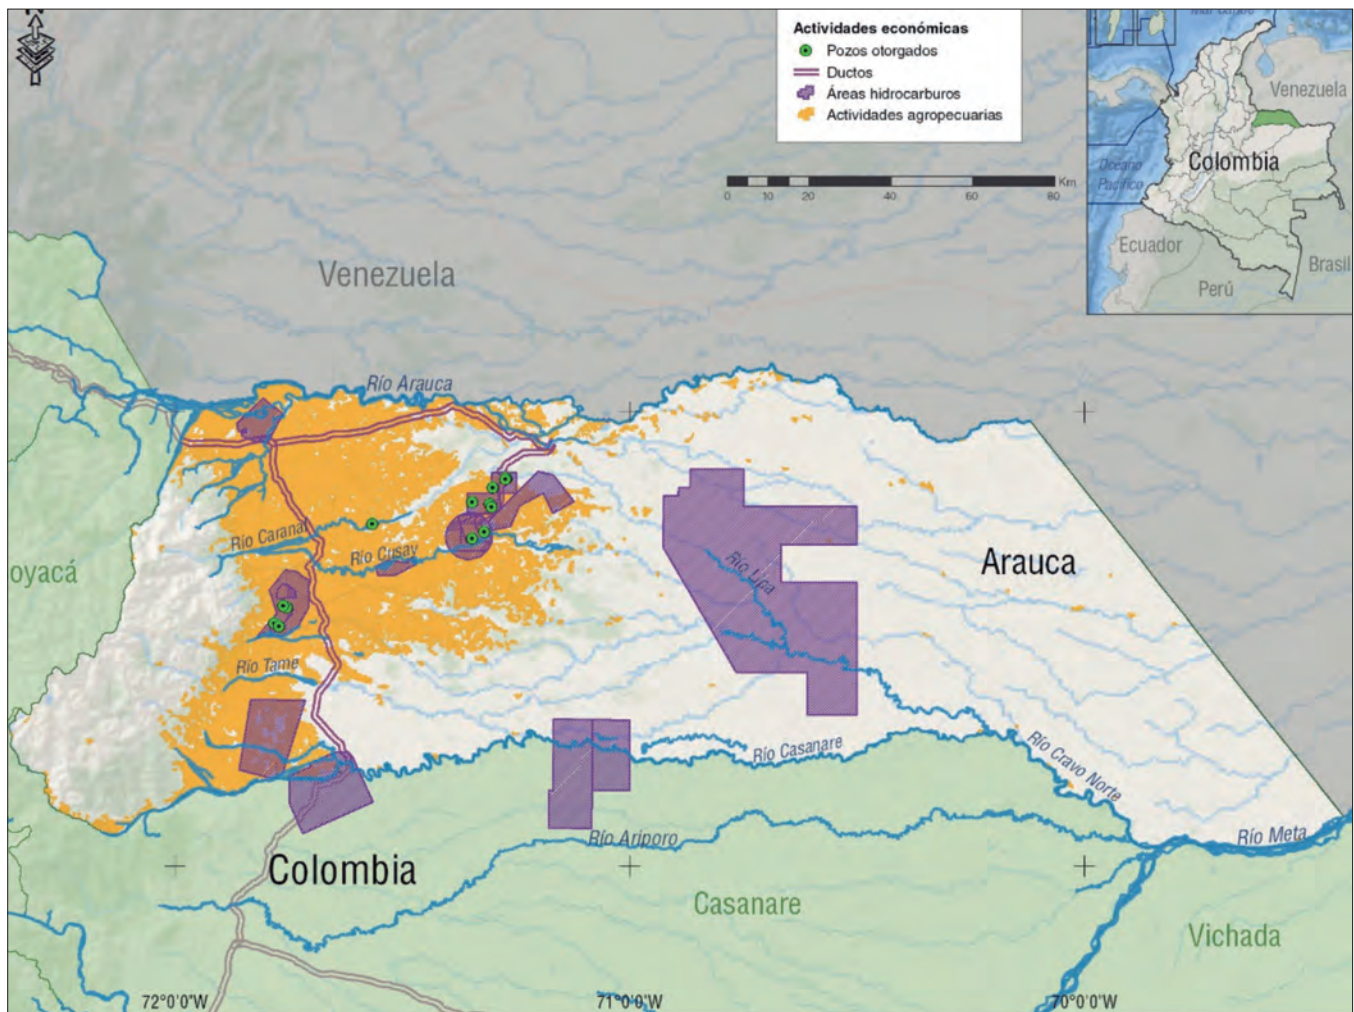 Actividades económicas
Pozos otorgados
Ductos
Áreas hidrocarburos
Actividades agropecuarias
Km
0 10 20 40 60 80
Venezuela
Colombia
Océano
Pacífico
Ecuador
Perú
Brasil
Venezuela
Río Arauca
Río Caranal
Río Cusay
Río Lipa
Arauca
oyacá
Río Tame
Río Casanare
Río Cravo Norte
Río Ariporo
Río Meta
Colombia
Casanare
Vichada
72°0'0"W
71°0'0"W
70°0'0"W